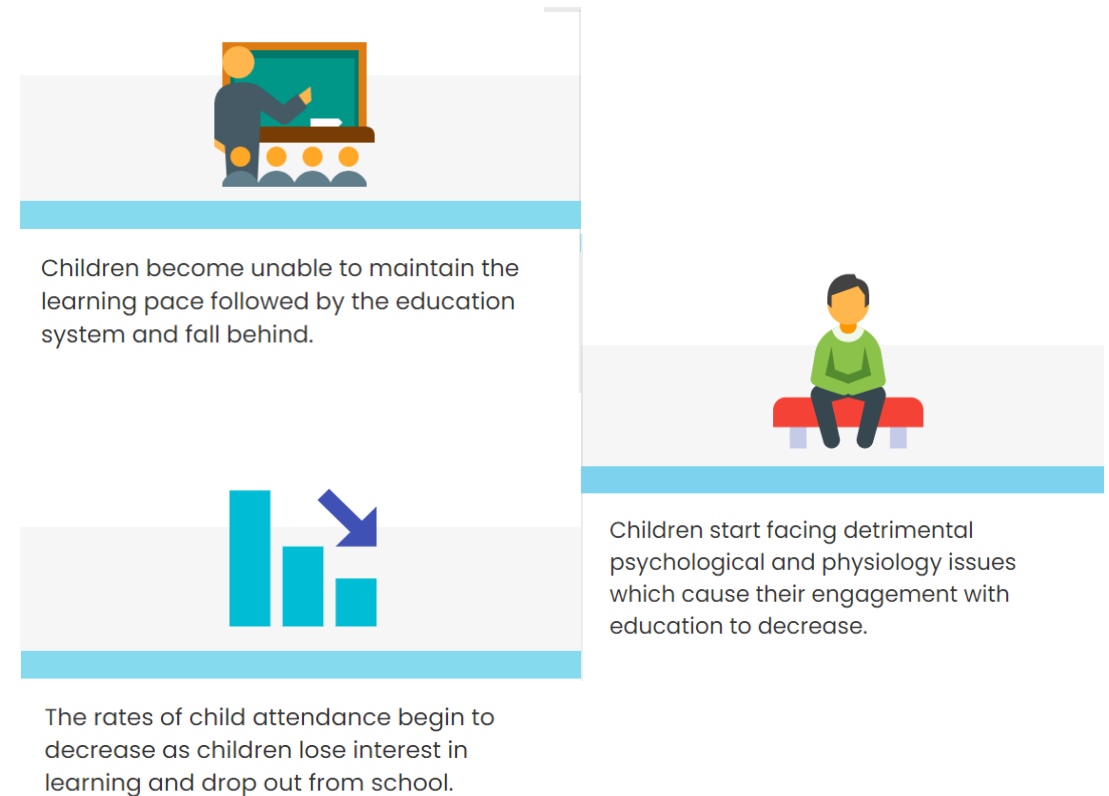 Children become unable to maintain the
learning pace followed by the education
system and fall behind.
The rates of child attendance begin to
decrease as children lose interest in
learning and drop out from school.
Children start facing detrimental
psychological and physiology issues
which cause their engagement with
education to decrease.